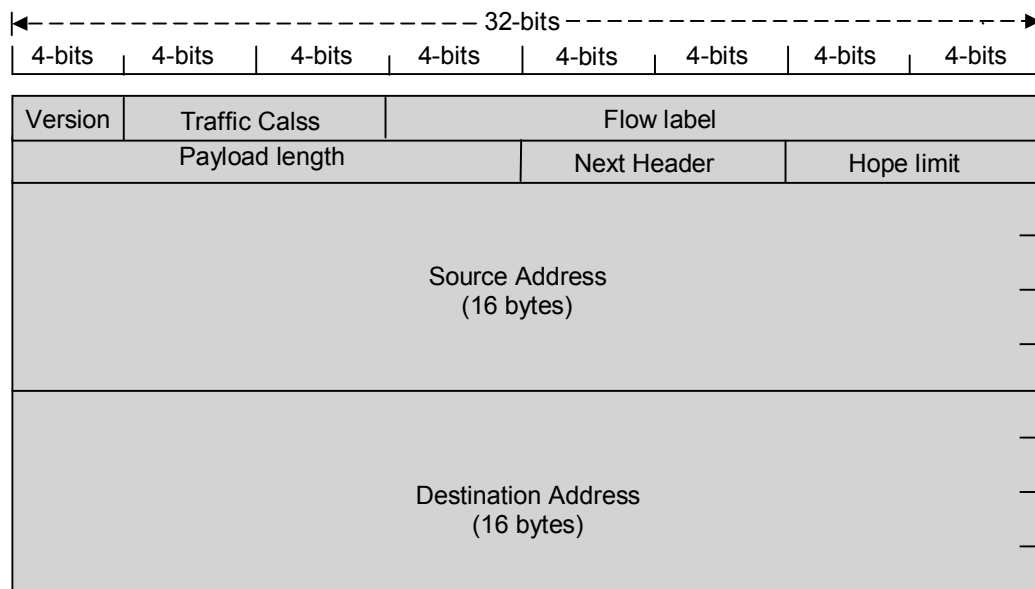 32-bits
4-bits 4-bits 4-bits 4-bits 4-bits 4-bits 4-bits 4-bits
Version Traffic Calss Flow label
Payload length Next Header Hope limit
Source Address
(16 bytes)
Destination Address
(16 bytes)